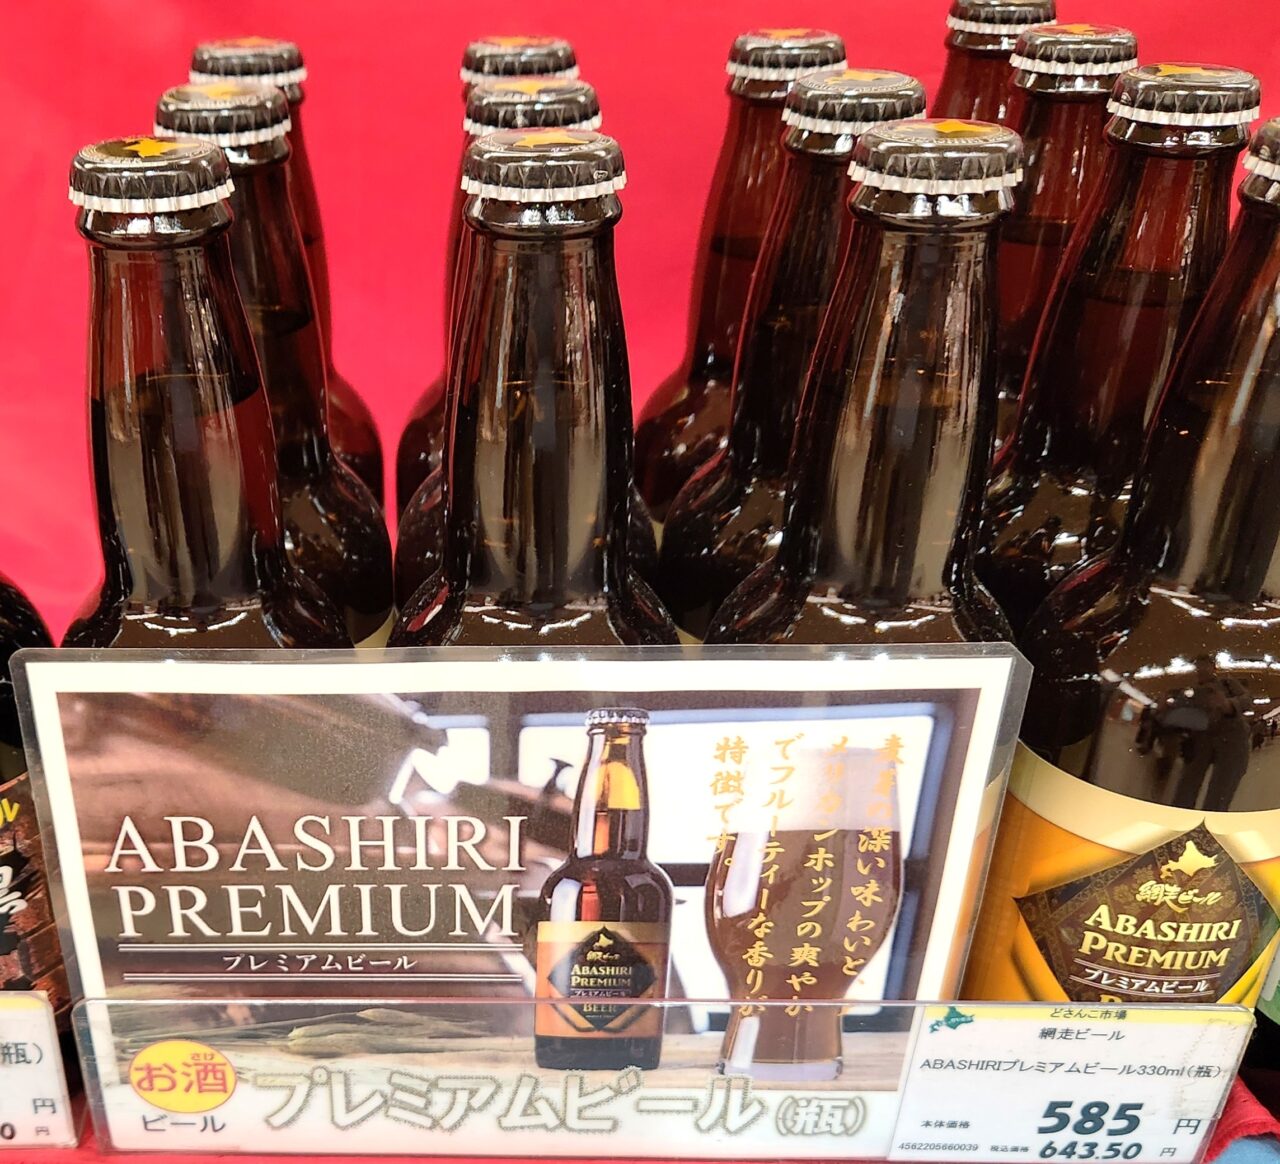 ABASHIRI
PREMIUM
プレミアムビール
麦芽の深い味わいと、ア
メリカンホップの爽やか
でフルーティーな香りが
特徴です。
網走ビール
ABASHIRI
PREMIUM
プレミアムビール
BEER
網走ビール
ABASHIRI
PREMIUM
プレミアムビール
お酒
さけ
ビール
プレミアムビール(瓶)
どさんこ市場
網走ビール
ABASHIRIプレミアムビール330ml(瓶)
本体価格 585 円
4562205660039 税込価格 643.50 円
瓶)
円
0 円